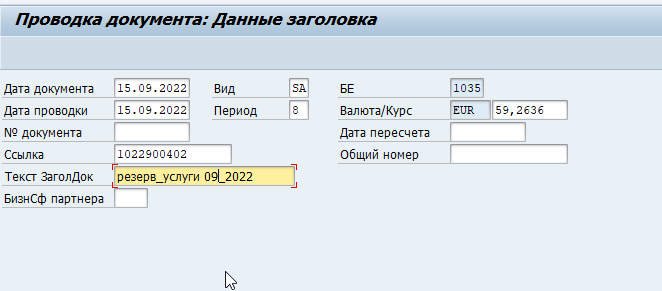 Проводка документа: Данные заголовка
Дата документа 15.09.2022 Вид SA БЕ 1035
Дата проводки 15.09.2022 Период 8 Валюта/Курс EUR 59,2636
№ документа Дата пересчета
Ссылка 1022900402 Общий номер
Текст ЗаголДок резерв_услуги 09_2022
БизнСф партнера